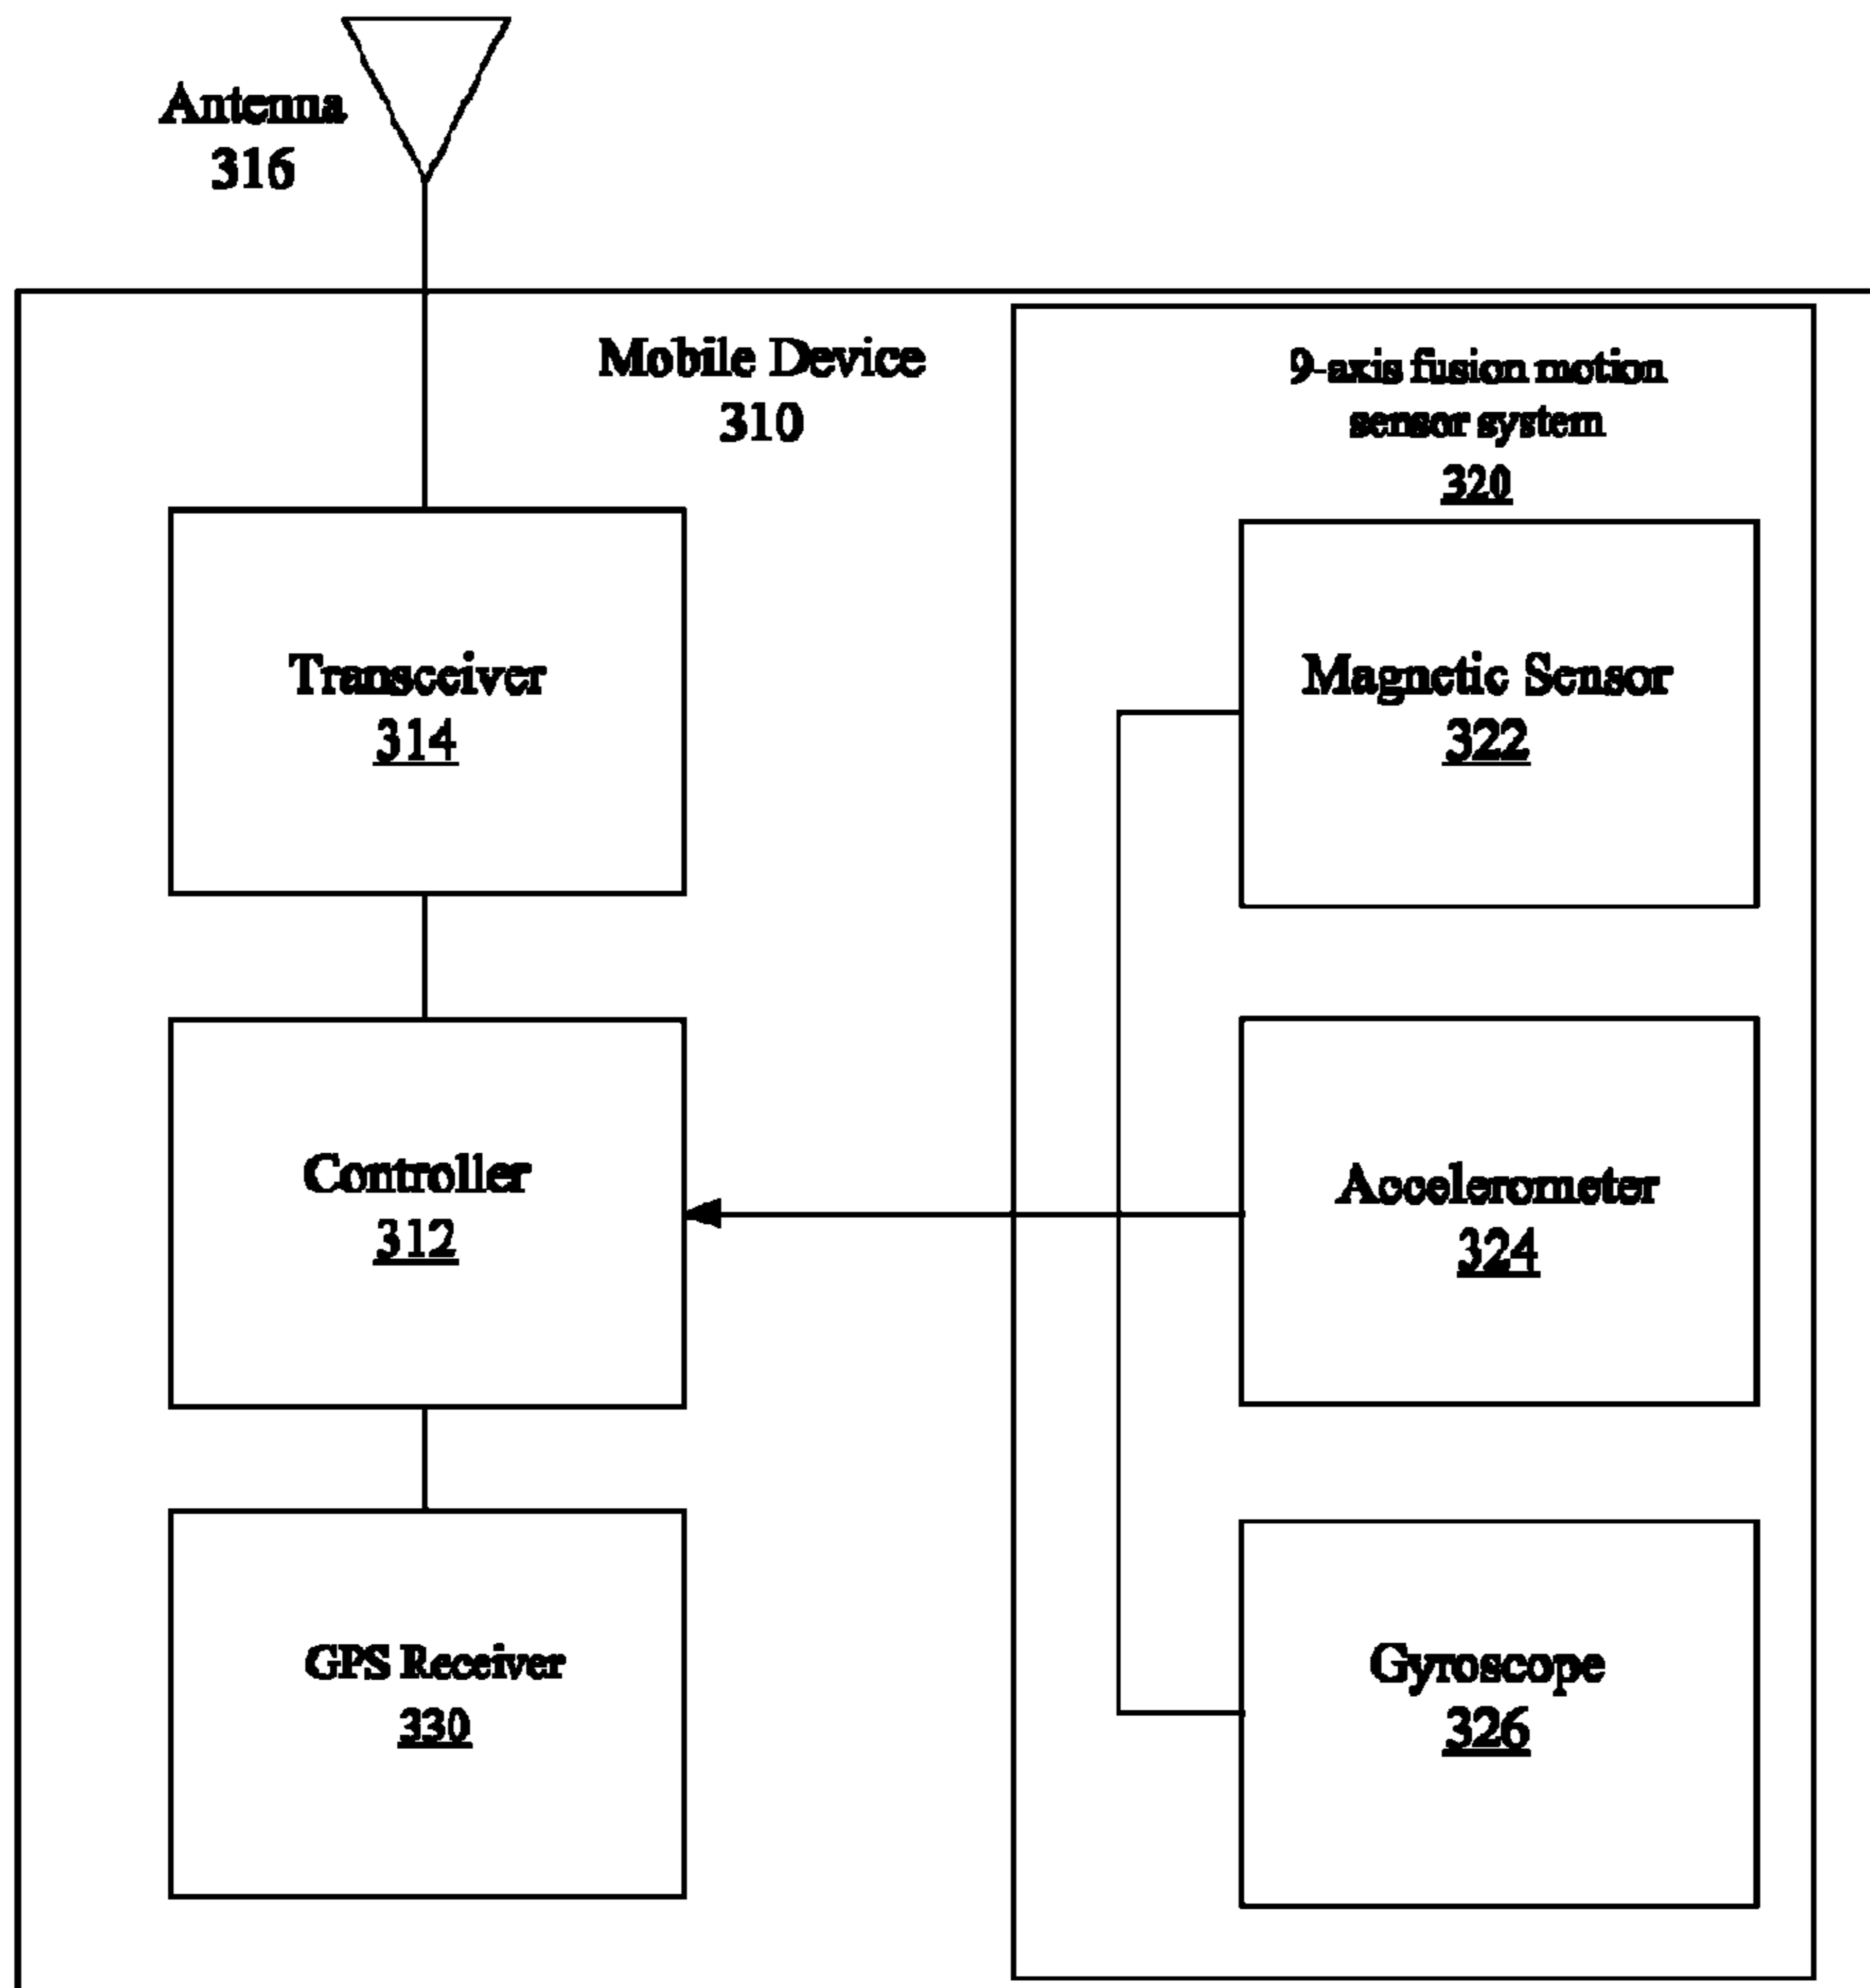 Antenna
316
Mobile Device
310
9-axis fusion motion
sensor system
320
Transceiver
314
Magnetic Sensor
322
Controller
312
Accelerometer
324
GPS Receiver
330
Gyroscope
326